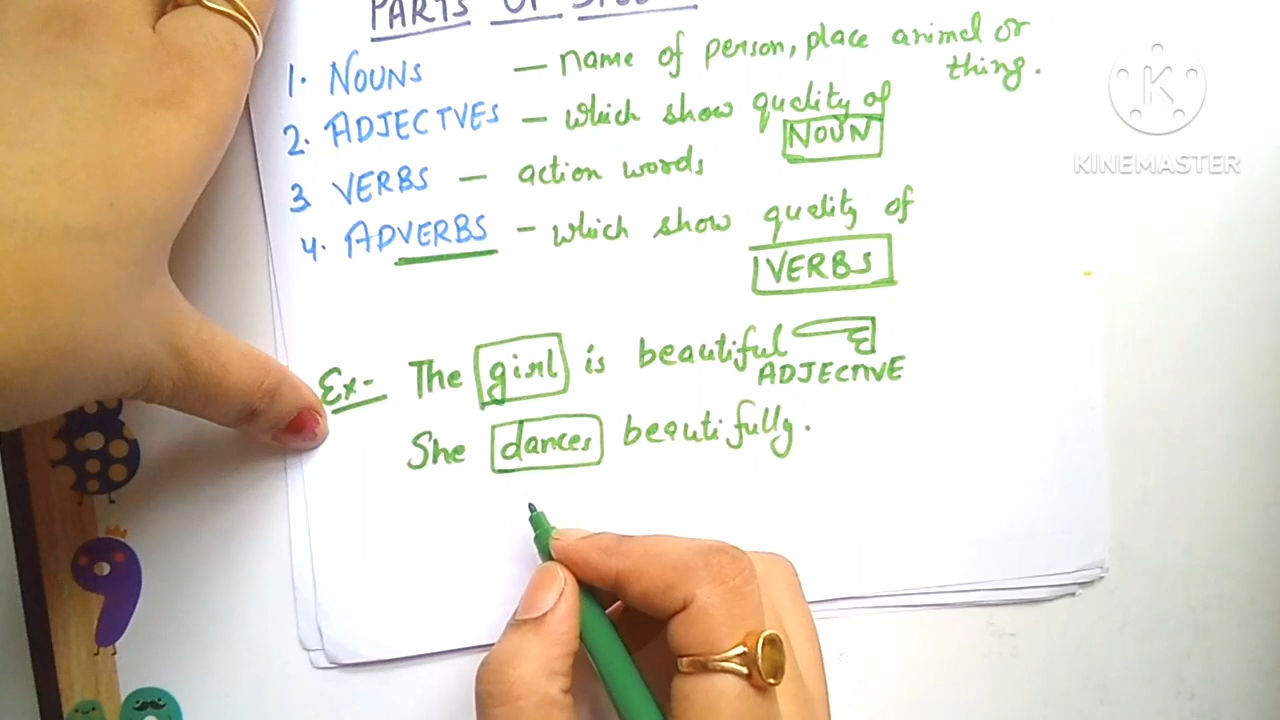 PARTS OF SPEECH
1. NOUNS — name of person, place animal or
thing.
2. ADJECTVES — which show quality of
NOUN
3 VERBS — action words
4. ADVERBS — which show quality of
VERBS
Ex- The girl is beautiful
ADJECTIVE
She dances beautifully.
K
KINEMASTER